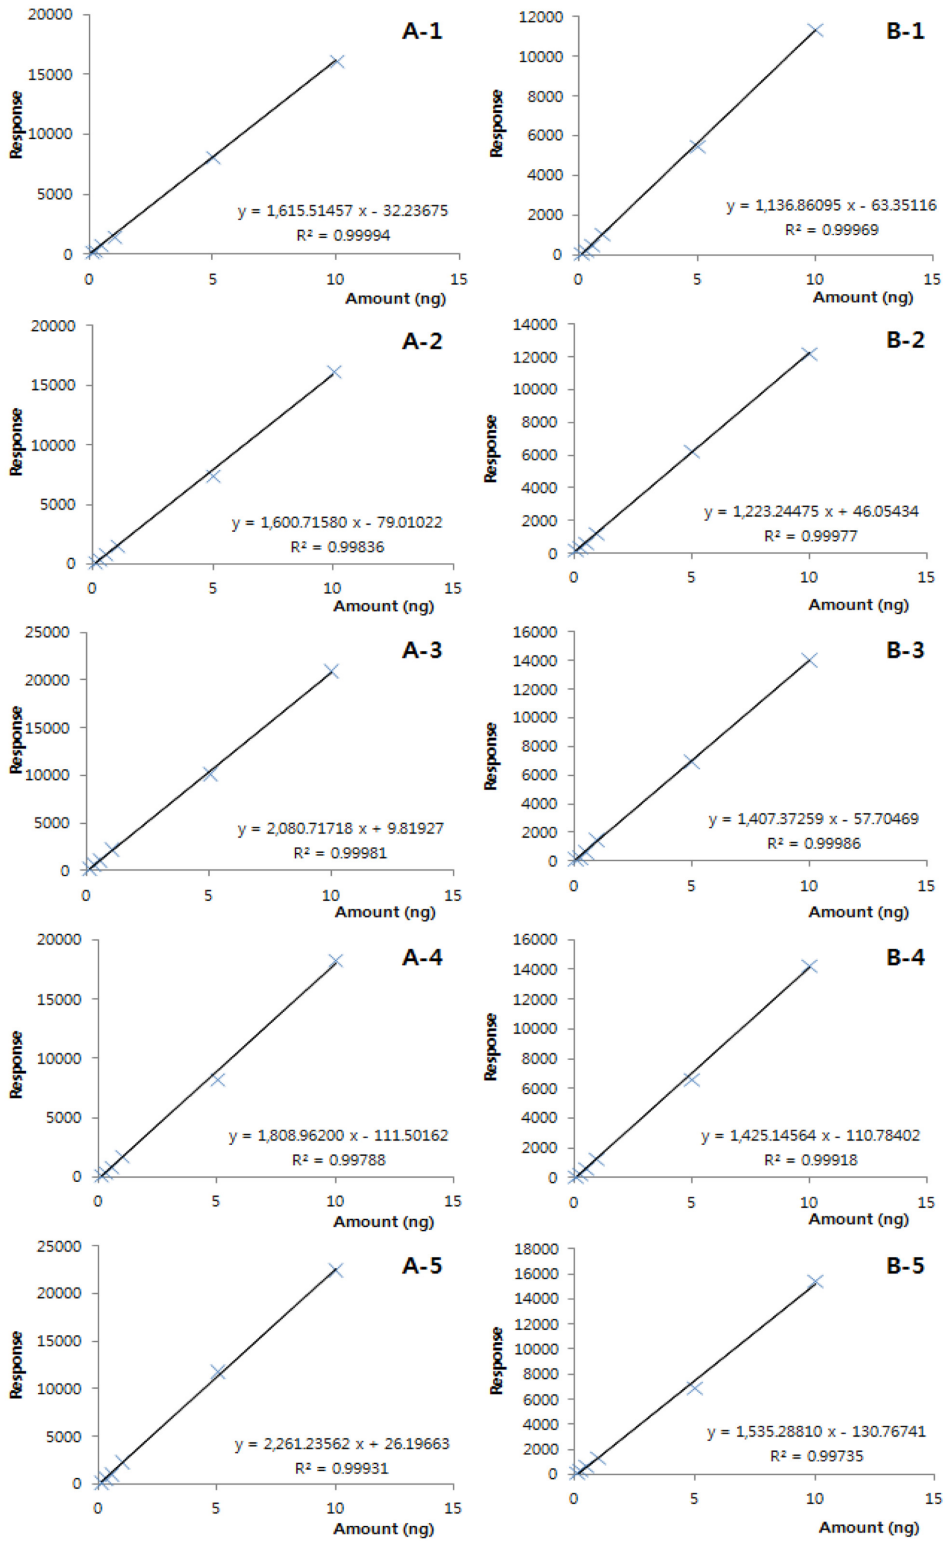 A-1
20000
15000
10000
5000
0
0 5 10 15
Response
Amount (ng)
y = 1,615.51457 x - 32.23675
R² = 0.99994
B-1
12000
10000
8000
6000
4000
2000
0
0 5 10 15
Response
Amount (ng)
y = 1,136.86095 x - 63.35116
R² = 0.99969
A-2
20000
15000
10000
5000
0
0 5 10 15
Response
Amount (ng)
y = 1,600.71580 x - 79.01022
R² = 0.99836
B-2
14000
12000
10000
8000
6000
4000
2000
0
0 5 10 15
Response
Amount (ng)
y = 1,223.24475 x + 46.05434
R² = 0.99977
A-3
25000
20000
15000
10000
5000
0
0 5 10 15
Response
Amount (ng)
y = 2,080.71718 x + 9.81927
R² = 0.99981
B-3
16000
14000
12000
10000
8000
6000
4000
2000
0
0 5 10 15
Response
Amount (ng)
y = 1,407.37259 x - 57.70469
R² = 0.99986
A-4
20000
15000
10000
5000
0
0 5 10 15
Response
Amount (ng)
y = 1,808.96200 x - 111.50162
R² = 0.99788
B-4
16000
14000
12000
10000
8000
6000
4000
2000
0
0 5 10 15
Response
Amount (ng)
y = 1,425.14564 x - 110.78402
R² = 0.99918
A-5
25000
20000
15000
10000
5000
0
0 5 10 15
Response
Amount (ng)
y = 2,261.23562 x + 26.19663
R² = 0.99931
B-5
18000
16000
14000
12000
10000
8000
6000
4000
2000
0
0 5 10 15
Response
Amount (ng)
y = 1,535.28810 x - 130.76741
R² = 0.99735